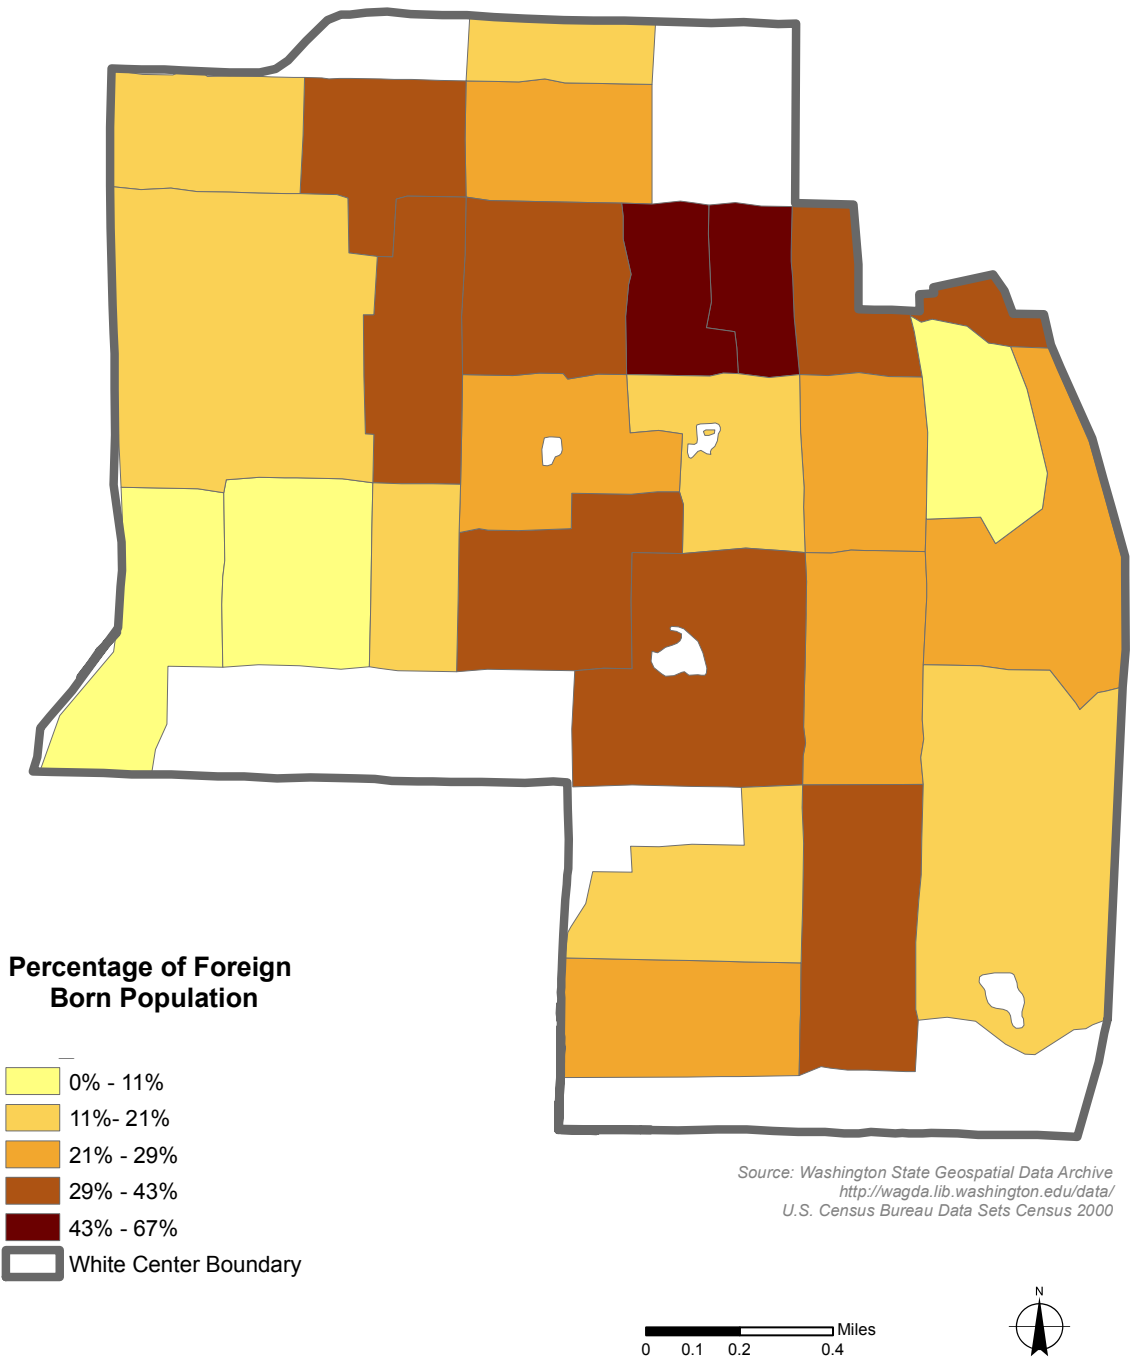 Percentage of Foreign
Born Population
0% - 11%
11%- 21%
21% - 29%
29% - 43%
43% - 67%
White Center Boundary
Source: Washington State Geospatial Data Archive
http://wagda.lib.washington.edu/data/
U.S. Census Bureau Data Sets Census 2000
N
Miles
0 0.1 0.2 0.4